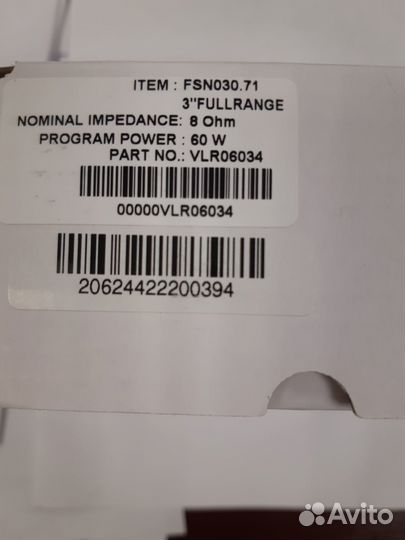 ITEM : FSN030.71
3"FULLRANGE
NOMINAL IMPEDANCE: 8 Ohm
PROGRAM POWER : 60 W
PART NO.: VLR06034
00000VLR06034
20624422200394
Avito